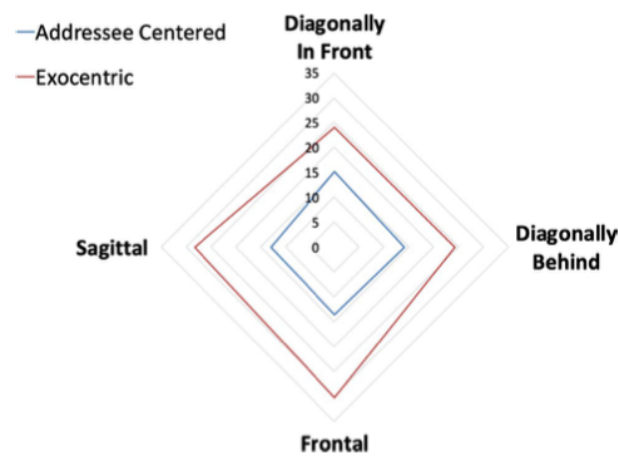 Addressee Centered
Exocentric
Diagonally
In Front
35
30
25
20
15
10
5
0
Sagittal
Diagonally
Behind
Frontal